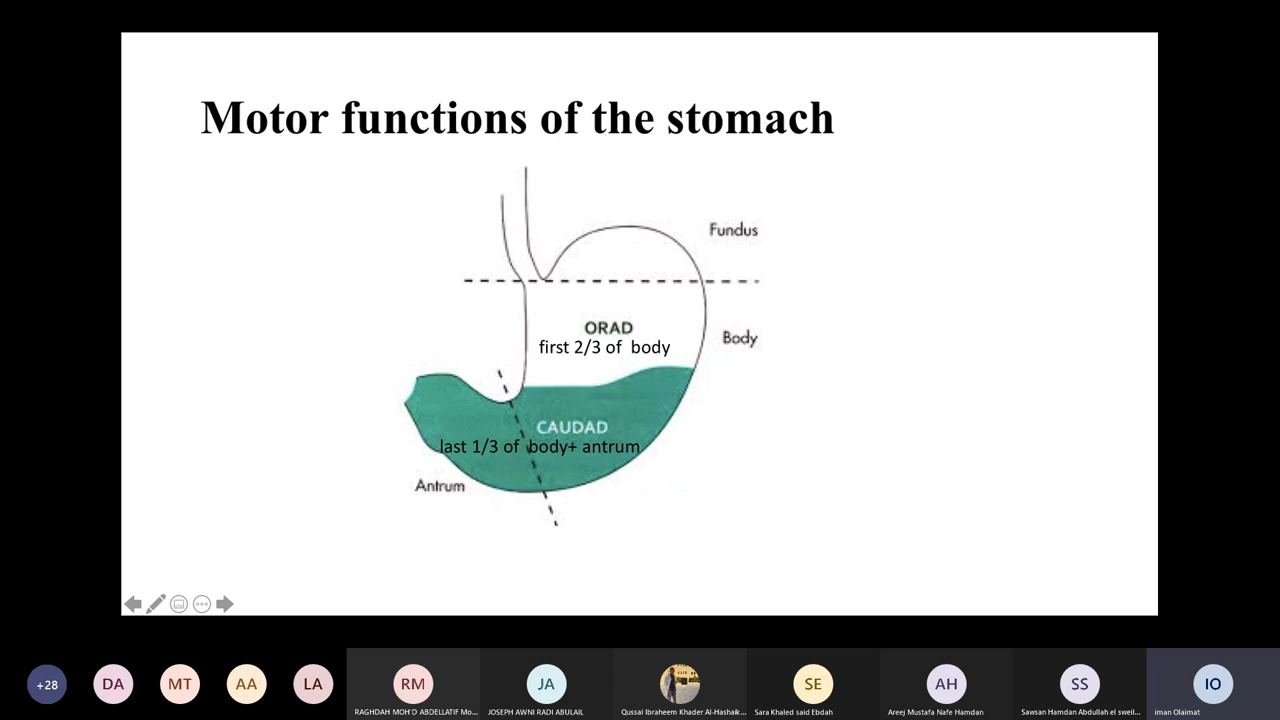 Motor functions of the stomach
Fundus
ORAD
first 2/3 of body
Body
CAUDAD
last 1/3 of body+ antrum
Antrum
+28
DA
MT
AA
LA
RM
JA
SE
AH
SS
IO
RAGHDAH MOH'D ABDELLATIF Mo...
JOSEPH AWNI RADI ABULAIL
Qussai Ibraheem Khader Al-Hashaik...
Sara Khaled said Ebdah
Areej Mustafa Nafe Hamdan
Sawsan Hamdan Abdullah el sweil...
iman Olaimat